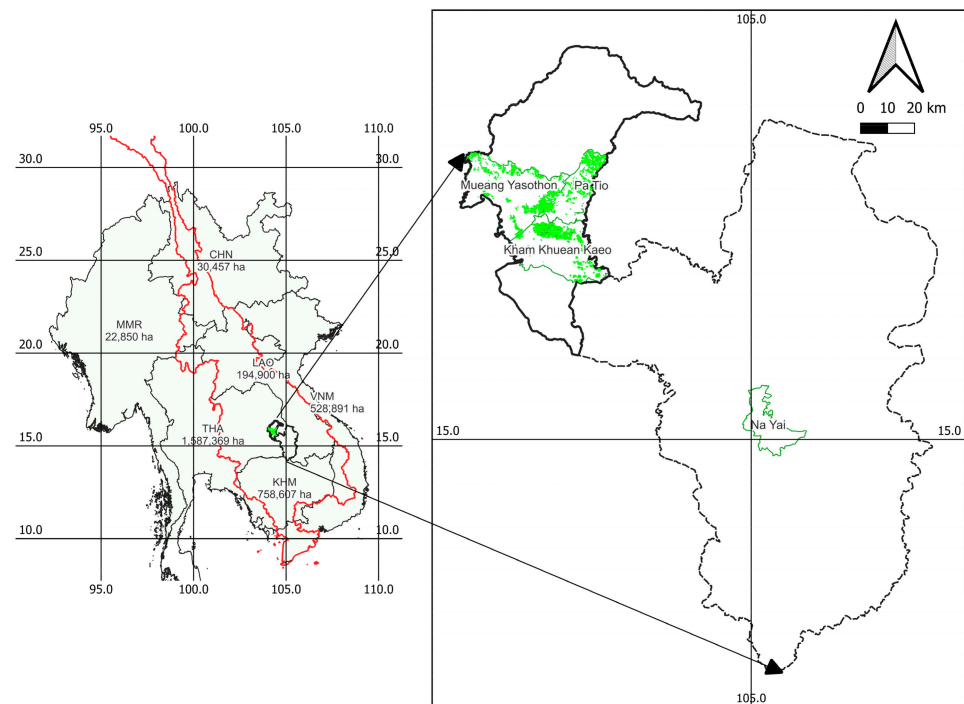 95.0
100.0
105.0
110.0
30.0
30.0
25.0
25.0
20.0
20.0
15.0
15.0
10.0
10.0
CHN
30,457 ha
MMR
22,850 ha
LAO
194,900 ha
VNM
528,891 ha
THA
1,587,369 ha
KHM
758,607 ha
95.0
100.0
105.0
110.0
105.0
0 10 20 km
Mueang Yasothon
Pa Tio
Kham Khuean Kaeo
15.0
15.0
Na Yai
105.0